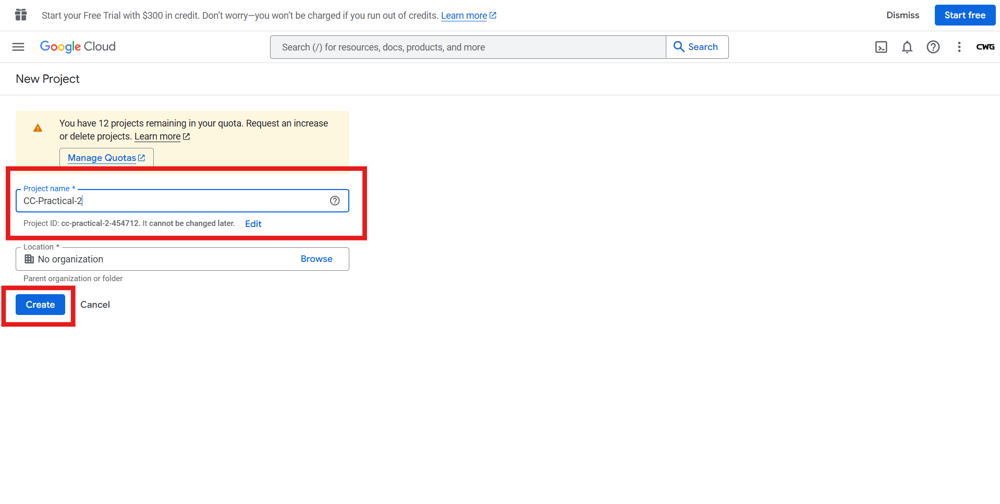 Start your Free Trial with $300 in credit. Don’t worry—you won’t be charged if you run out of credits. Learn more
Dismiss
Start free
Google Cloud
Search (/) for resources, docs, products, and more
Search
CWG
New Project
You have 12 projects remaining in your quota. Request an increase
or delete projects. Learn more
Manage Quotas
Project name *
CC-Practical-2
Project ID: cc-practical-2-454712. It cannot be changed later. Edit
Location *
No organization
Browse
Parent organization or folder
Create
Cancel